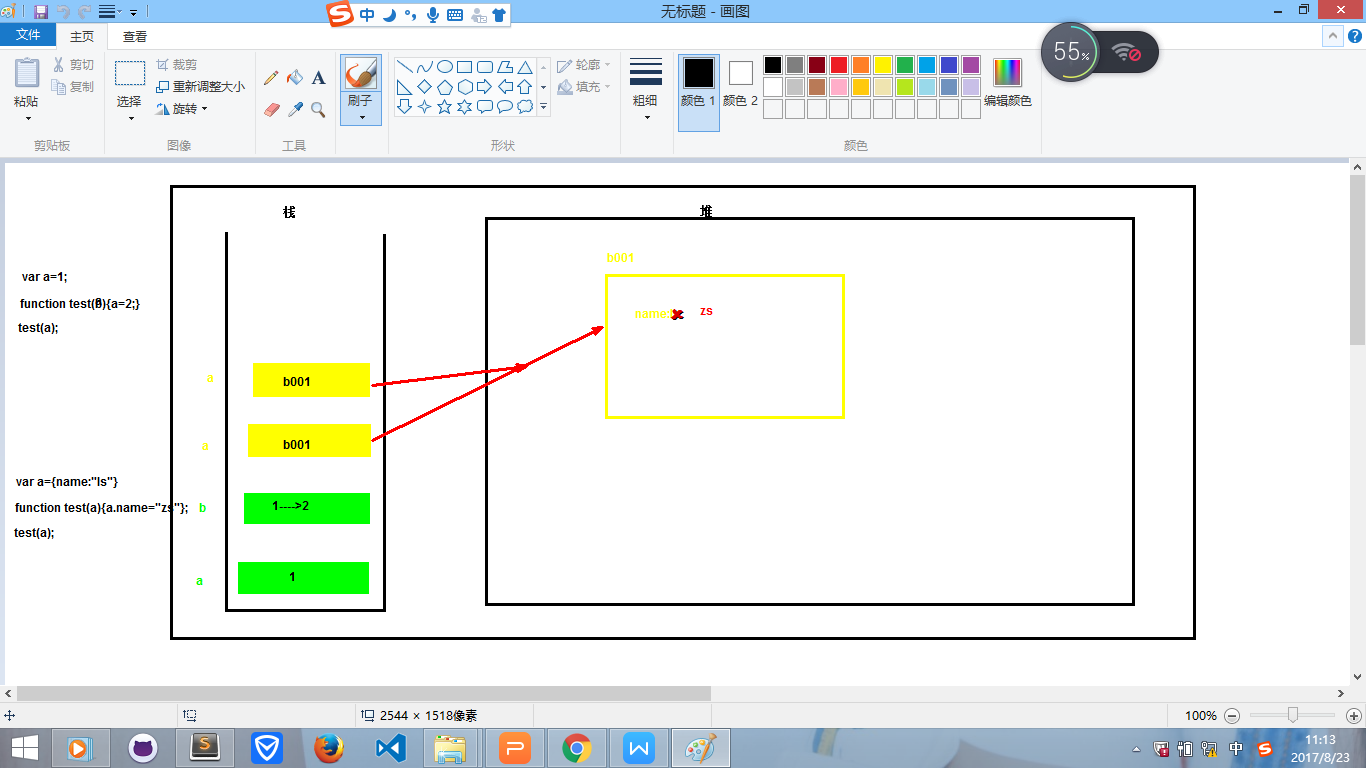 无标题 - 画图
中
文件
主页
查看
55%
粘贴
剪切
复制
剪贴板
选择
裁剪
重新调整大小
旋转
图像
A
工具
刷子
轮廓
填充
形状
粗细
颜色 1
颜色 2
编辑颜色
颜色
栈
堆
var a=1;
test(a);
a
b001
a
b001
var a={name:"ls"}
function test(a){a.name="zs"};
test(a);
b
1---->2
a
1
b001
name:
zs
2544 × 1518像素
100%
中
11:13
2017/8/23